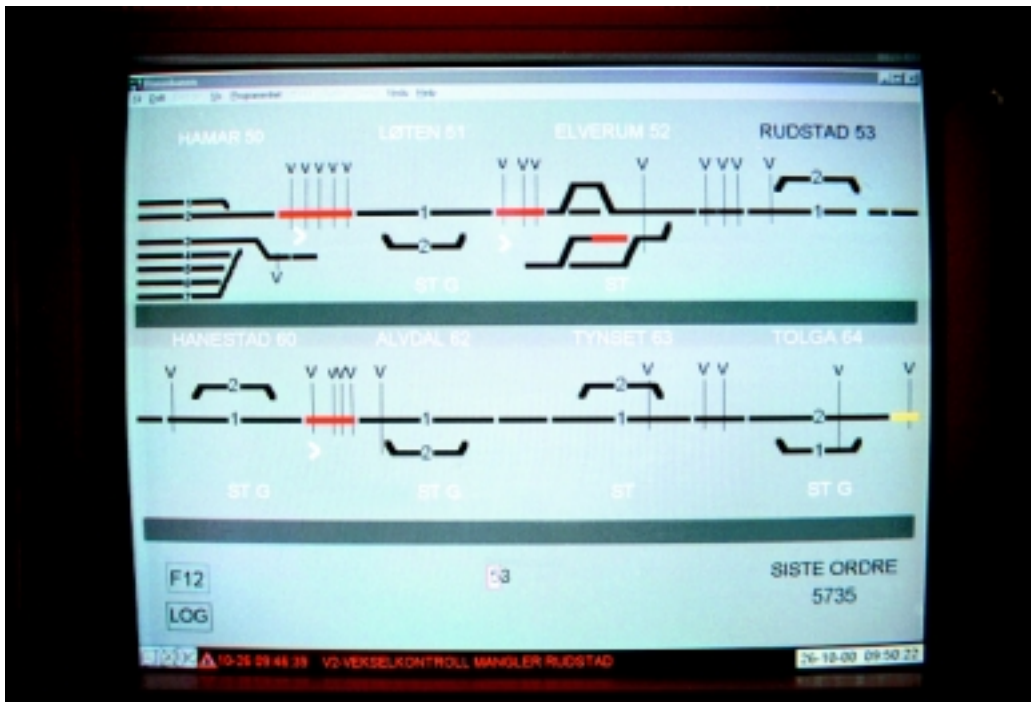 HAMAR 50 LØTEN 51 ELVERUM 52 RUDSTAD 53
V V V V V V V V V V V V V
2
1 1
2
V
ST G ST
HANESTAD 60 ALVDAL 62 TYNSET 63 TOLGA 64
V V V V V V V V V V V
2 2
1 1 1 2
2 1
ST G ST G ST ST G
F12 53 SISTE ORDRE
LOG 5735
10-26 09:46:39 V2-VEKSELKONTROLL MANGLER RUDSTAD 26-10-00 09:50:22